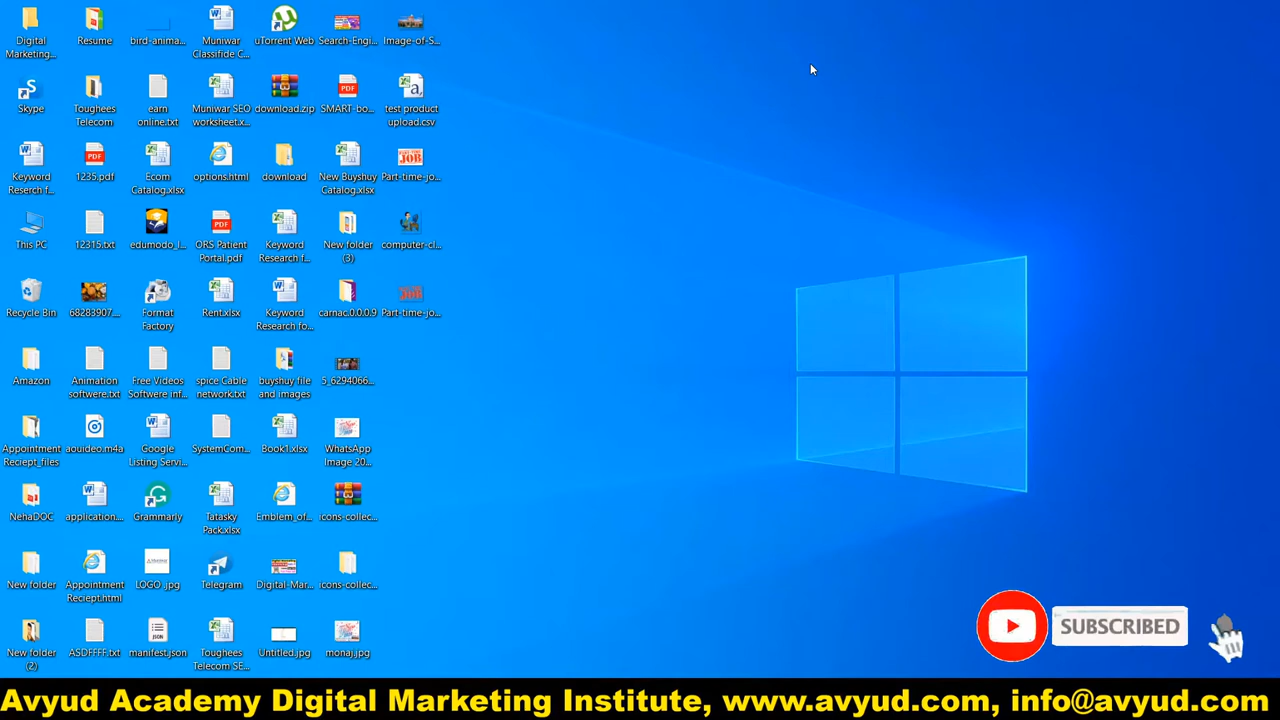 Digital
Marketing...
Resume
bird-anima...
Muniwar
Classifide C...
uTorrent Web
Search-Engi...
Image-of-S...
Skype
Toughees
Telecom
earn
online.txt
Muniwar SEO
worksheet.x...
download.zip
SMART-bo...
test product
upload.csv
Keyword
Reserch f...
1235.pdf
Ecom
Catalog.xlsx
options.html
download
New Buyshuy
Catalog.xlsx
Part-time-jo...
This PC
12315.txt
edumodo_l...
ORS Patient
Portal.pdf
Keyword
Research f...
New folder
(3)
computer-cl...
Recycle Bin
68283907_...
Format
Factory
Rent.xlsx
Keyword
Research fo...
carnac.0.0.0.9
Part-time-jo...
Amazon
Animation
softwere.txt
Free Videos
Softwere inf...
spice Cable
network.txt
buyshuy file
and images
5_6294066...
Appointment
Reciept_files
aouideo.m4a
Google
Listing Servi...
SystemCom...
Book1.xlsx
WhatsApp
Image 20...
NehaDOC
application....
Grammarly
Tatasky
Pack.xlsx
Emblem_of...
icons-collec...
New folder
Appointment
Reciept.html
LOGO .jpg
Telegram
Digital-Mar...
icons-collec...
New folder
(2)
ASDFFFF.txt
manifest.json
Toughees
Telecom SE...
Untitled.jpg
monaj.jpg
SUBSCRIBED
Avyud Academy Digital Marketing Institute, www.avyud.com, info@avyud.com